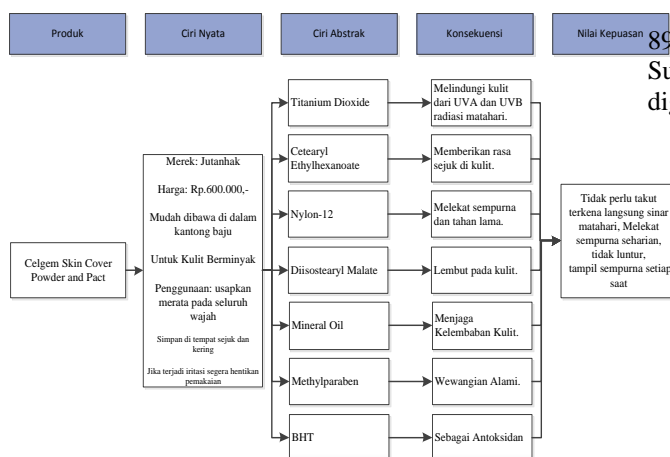 Produk
Ciri Nyata
Ciri Abstrak
Konsekuensi
Nilai Kepuasan
89
Su
Celgem Skin Cover
Powder and Pact
Merek: Jutanhak
Harga: Rp.600.000,-
Mudah dibawa di dalam
kantong baju
Untuk Kulit Berminyak
Penggunaan: usapkan
merata pada seluruh
wajah
Simpan di tempat sejuk dan
kering
Jika terjadi iritasi segera hentikan
pemakaian
Titanium Dioxide
Cetearyl
Ethylhexanoate
Nylon-12
Diisostearyl Malate
Mineral Oil
Methylparaben
BHT
Melindungi kulit
dari UVA dan UVB
radiasi matahari.
Memberikan rasa
sejuk di kulit.
Melekat sempurna
dan tahan lama.
Lembut pada kulit.
Menjaga
Kelembaban Kulit.
Wewangian Alami.
Sebagai Antoksidan
Tidak perlu takut
terkena langsung sinar
matahari, Melekat
sempurna seharian,
tidak luntur,
tampil sempurna setiap
saat